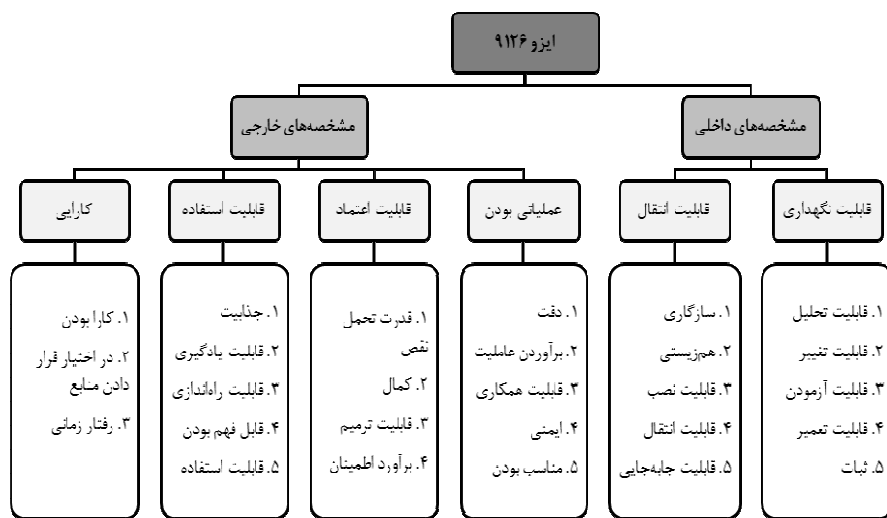 ایزو ۹۱۲۶
مشخصه‌های داخلی
مشخصه‌های خارجی
قابلیت نگهداری
قابلیت انتقال
عملیاتی بودن
قابلیت اعتماد
قابلیت استفاده
کارایی
۱. قابلیت تحلیل
۲. قابلیت تغییر
۳. قابلیت آزمودن
۴. قابلیت تعمیر
۵. ثبات
۱. سازگاری
۲. هم‌زیستی
۳. قابلیت نصب
۴. قابلیت انتقال
۵. قابلیت جابه‌جایی
۱. دقت
۲. برآوردن عاملیت
۳. قابلیت همکاری
۴. ایمنی
۵. مناسب بودن
۱. قدرت تحمل
نقص
۲. کمال
۳. قابلیت ترمیم
۴. برآورد اطمینان
۱. جذابیت
۲. قابلیت یادگیری
۳. قابلیت راه‌اندازی
۴. قابل فهم بودن
۵. قابلیت استفاده
۱. کارا بودن
۲. در اختیار قرار
دادن منابع
۳. رفتار زمانی